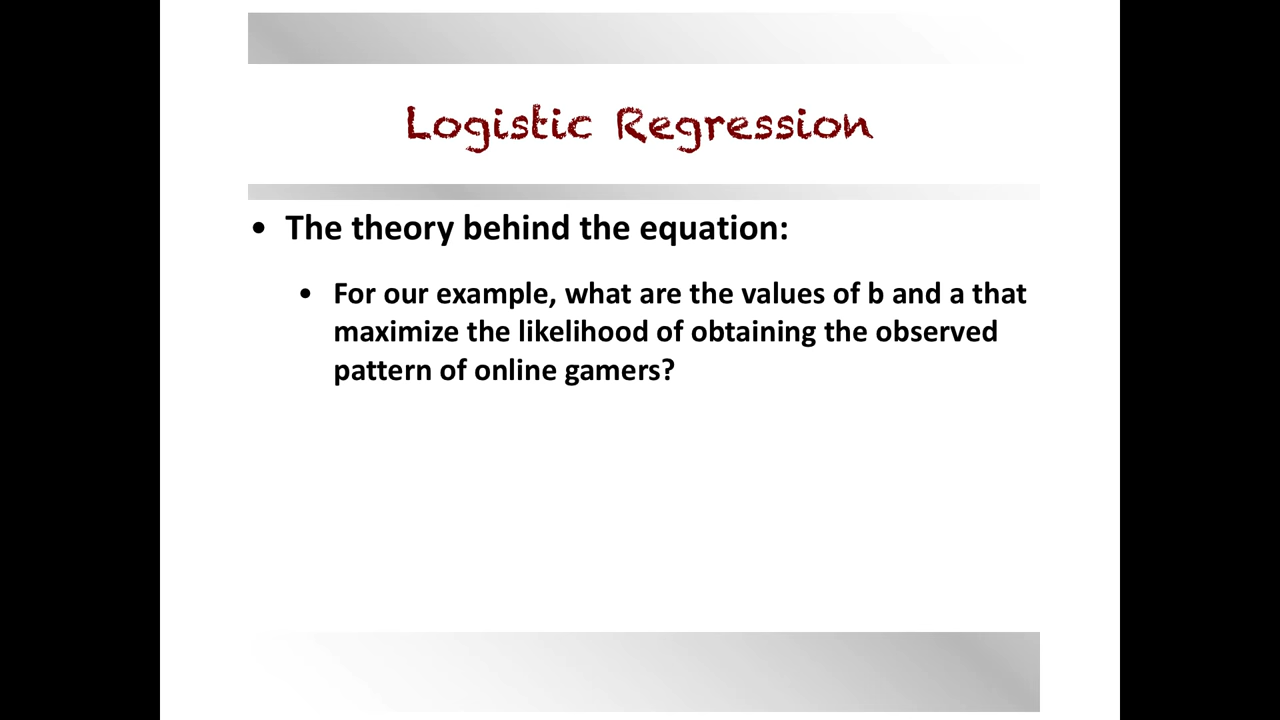 Logistic Regression
• The theory behind the equation:
• For our example, what are the values of b and a that
maximize the likelihood of obtaining the observed
pattern of online gamers?